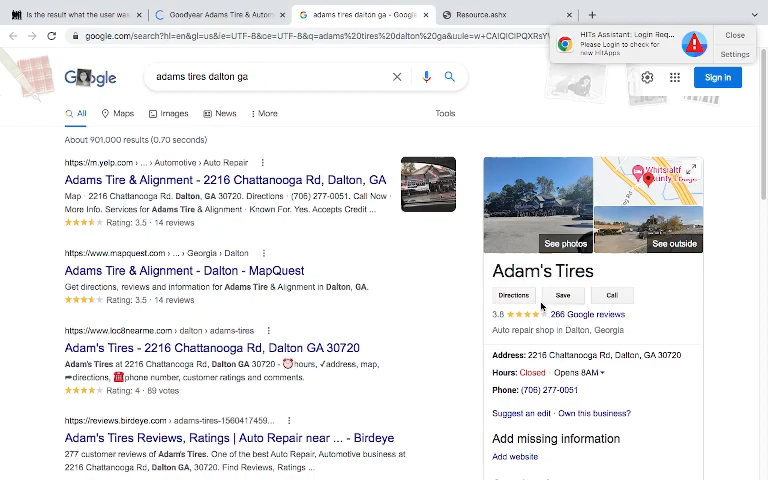 Is the result what the user was
Goodyear Adams Tire & Autom
adams tires dalton ga - Google
Resource.ashx
google.com/search?hl=en&gl=us&ie=UTF-8&oe=UTF-8&q=adams%20tires%20dalton%20ga&uule=w+CAIQICIPQXRsYV
HITs Assistant: Login Req...
Please Login to check for
new HitApps
Close
Settings
Google
adams tires dalton ga
Sign in
All
Maps
Images
News
More
Tools
About 901,000 results (0.70 seconds)
https://m.yelp.com › ... › Automotive › Auto Repair
Adams Tire & Alignment - 2216 Chattanooga Rd, Dalton, GA
Map · 2216 Chattanooga Rd. Dalton, GA 30720. Directions · (706) 277-0051. Call Now ·
More Info. Services for Adams Tire & Alignment · Known For. Yes. Accepts Credit ...
Rating: 3.5 · 14 reviews
https://www.mapquest.com › ... › Georgia › Dalton
Adams Tire & Alignment - Dalton - MapQuest
Get directions, reviews and information for Adams Tire & Alignment in Dalton, GA.
Rating: 3.5 · 14 reviews
https://www.loc8nearme.com › dalton › adams-tires
Adam's Tires - 2216 Chattanooga Rd, Dalton GA 30720
Adam's Tires at 2216 Chattanooga Rd, Dalton GA 30720 - ⏰hours, ✓address, map,
➦directions, ☎️phone number, customer ratings and comments.
Rating: 4 · 89 votes
https://reviews.birdeye.com › adams-tires-1560417459...
Adam's Tires Reviews, Ratings | Auto Repair near ... - Birdeye
277 customer reviews of Adam's Tires. One of the best Auto Repair, Automotive business at
2216 Chattanooga Rd, Dalton GA, 30720. Find Reviews, Ratings ...
See photos
See outside
Adam's Tires
Directions
Save
Call
3.8 266 Google reviews
Auto repair shop in Dalton, Georgia
Address: 2216 Chattanooga Rd, Dalton, GA 30720
Hours: Closed · Opens 8AM
Phone: (706) 277-0051
Suggest an edit · Own this business?
Add missing information
Add website